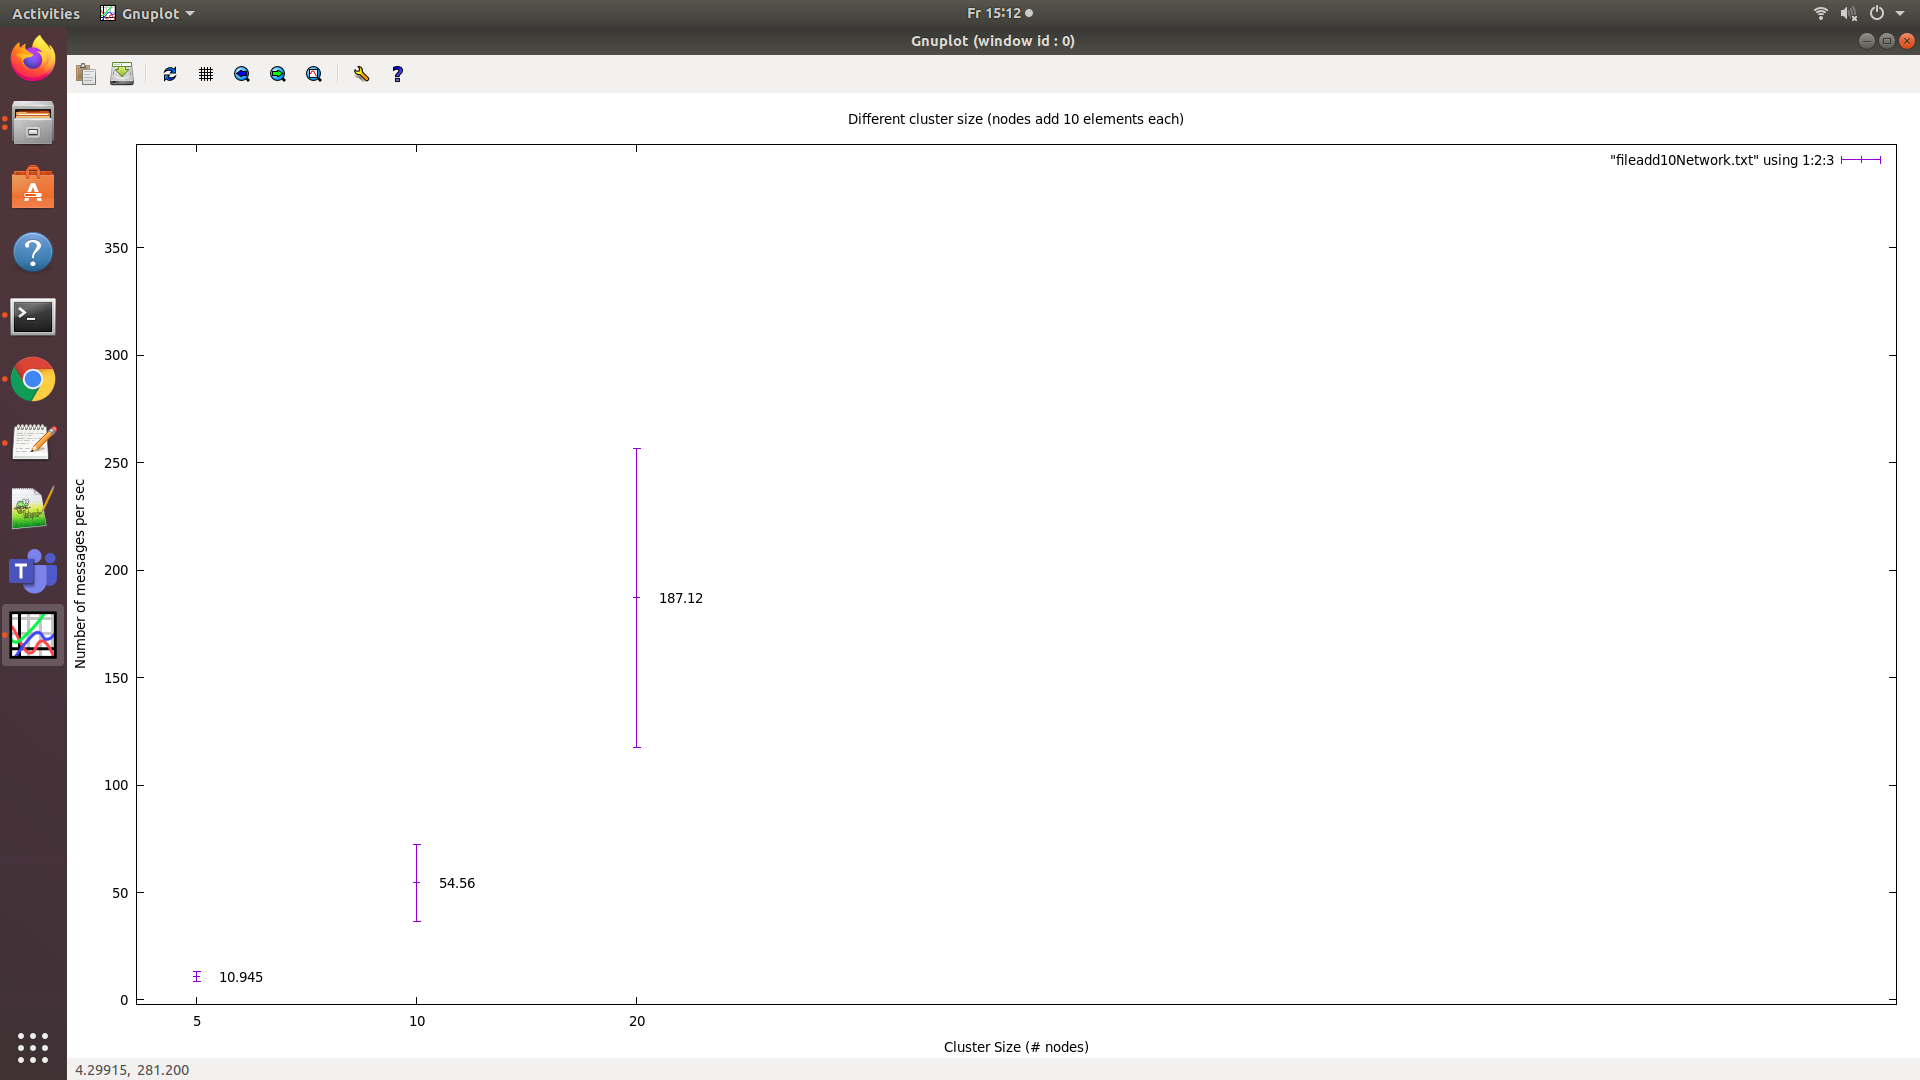 Activities Gnuplot Fr 15:12
Gnuplot (window id : 0)
Different cluster size (nodes add 10 elements each)
"fileadd10Network.txt" using 1:2:3
350
300
250
200
150
100
50
0
Number of messages per sec
187.12
54.56
10.945
5 10 20
Cluster Size (# nodes)
4.29915, 281.200